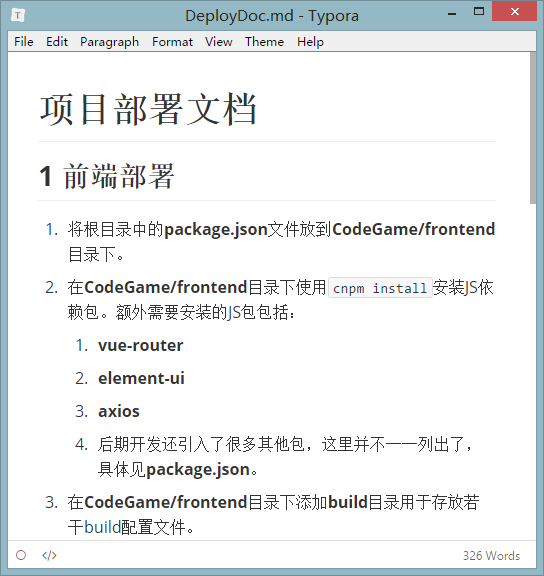 DeployDoc.md - Typora
File Edit Paragraph Format View Theme Help
项目部署文档
1 前端部署
1. 将根目录中的package.json文件放到CodeGame/frontend
目录下。
2. 在CodeGame/frontend目录下使用 cnpm install 安装JS依
赖包。额外需要安装的JS包包括：
1. vue-router
2. element-ui
3. axios
4. 后期开发还引入了很多其他包，这里并不一一列出了，
具体见package.json。
3. 在CodeGame/frontend目录下添加build目录用于存放若
干build配置文件。
</> 326 Words